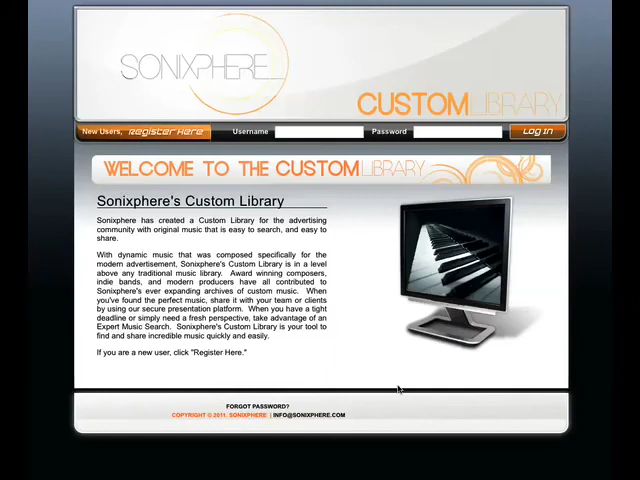 SONIXPHERE
CUSTOMLIBRARY
New Users, Register Here Username Password Log In
WELCOME TO THE CUSTOMLIBRARY
Sonixphere's Custom Library
Sonixphere has created a Custom Library for the advertising
community with original music that is easy to search, and easy to
share.
With dynamic music that was composed specifically for the
modern advertisement, Sonixphere's Custom Library is in a level
above any traditional music library. Award winning composers,
indie bands, and modern producers have all contributed to
Sonixphere's ever expanding archives of custom music. When
you've found the perfect music, share it with your team or clients
by using our secure presentation platform. When you have a tight
deadline or simply need a fresh perspective, take advantage of an
Expert Music Search. Sonixphere's Custom Library is your tool to
find and share incredible music quickly and easily.
If you are a new user, click "Register Here."
FORGOT PASSWORD?
COPYRIGHT © 2011. SONIXPHERE | INFO@SONIXPHERE.COM